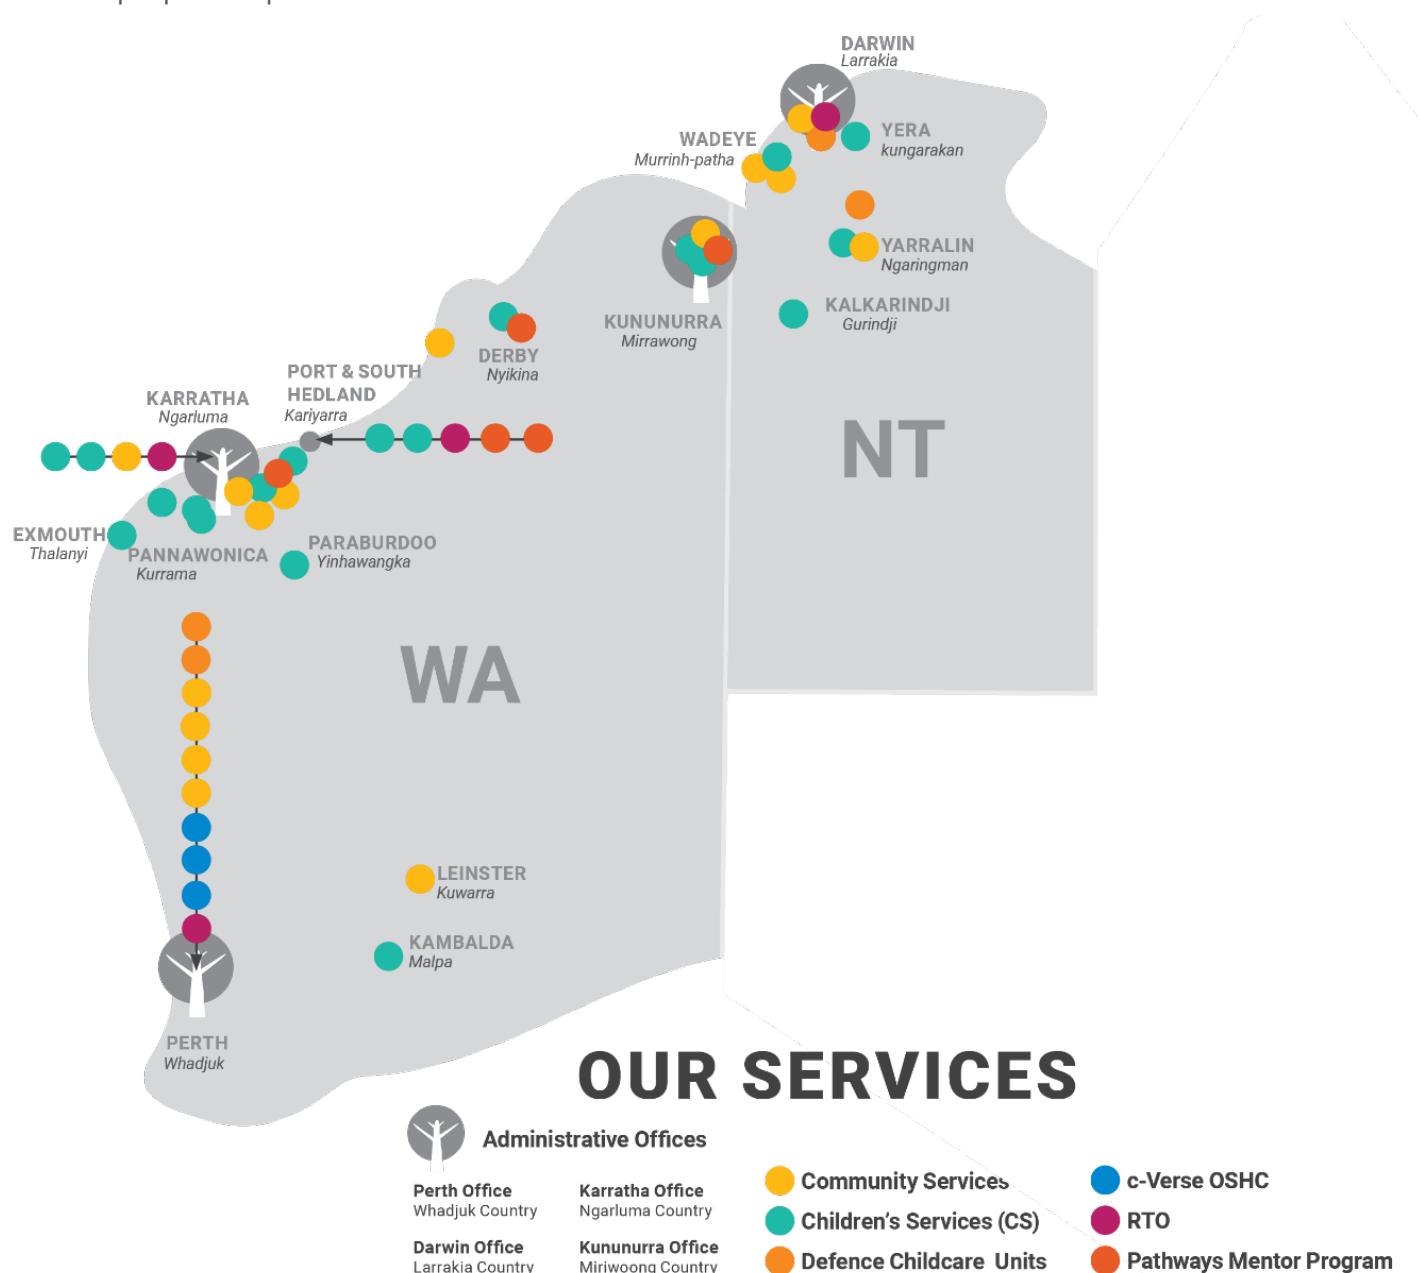 DARWIN
Larrakia
YERA
kungarakan
WADEYE
Murrinh-patha
YARRALIN
Ngaringman
KALKARINDJI
Gurindji
KUNUNURRA
Mirrawong
DERBY
Nyikina
PORT & SOUTH
HEDLAND
Kariyarra
KARRATHA
Ngarluma
NT
EXMOUTH
Thalanyi
PANNAWONICA
Kurrama
PARABURDOO
Yinhawangka
WA
LEINSTER
Kuwarra
KAMBALDA
Malpa
PERTH
Whadjuk
OUR SERVICES
Administrative Offices
Perth Office
Whadjuk Country
Karratha Office
Ngarluma Country
Darwin Office
Larrakia Country
Kununurra Office
Miriwoong Country
Community Services
Children's Services (CS)
Defence Childcare Units
c-Verse OSHC
RTO
Pathways Mentor Program